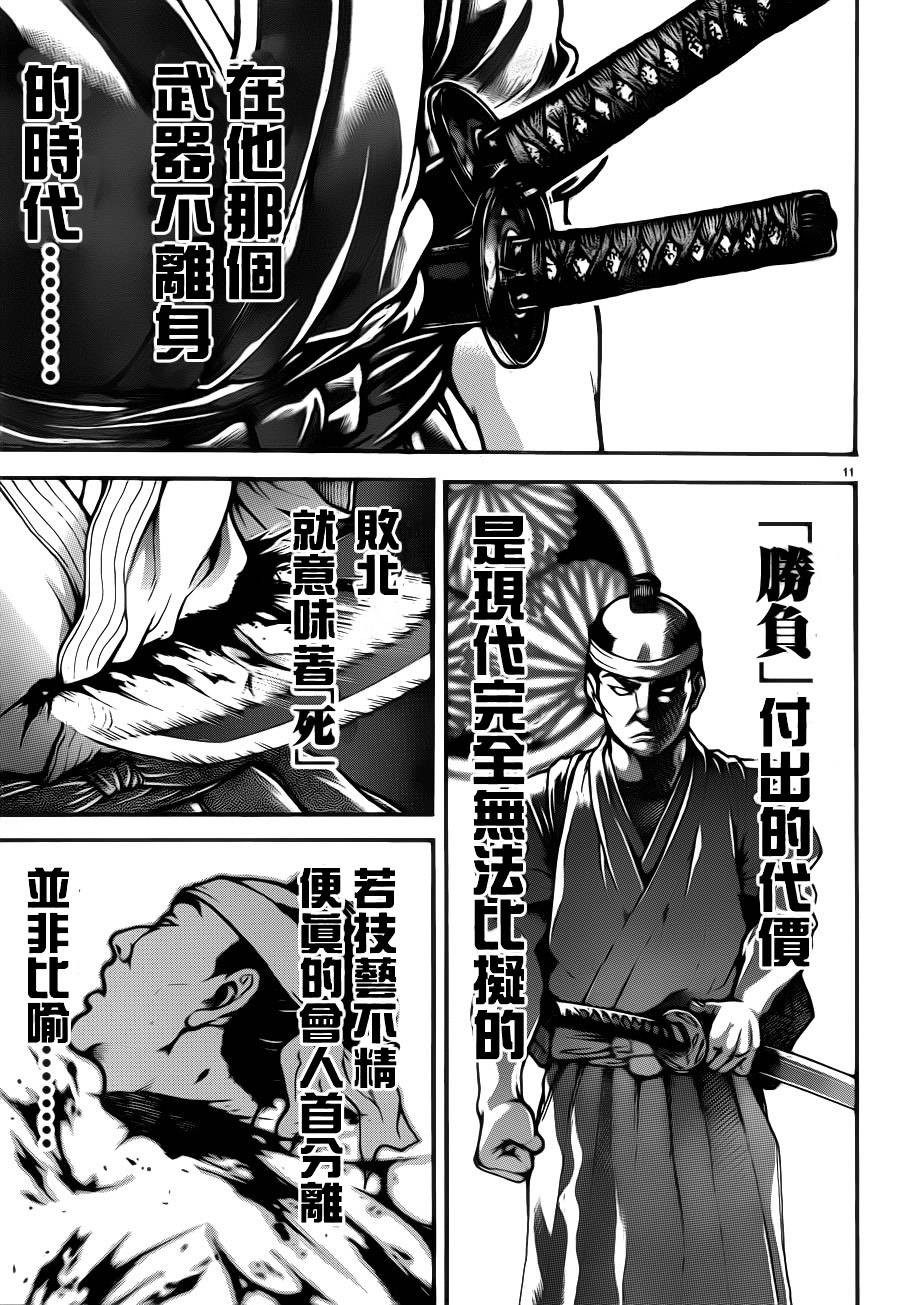 在他那個
武器不離身
的時代………
11
「勝負」付出的代價
是現代完全無法比擬的
敗北
就意味著「死」
若技藝不精
便眞的會人首分離
並非比喻………